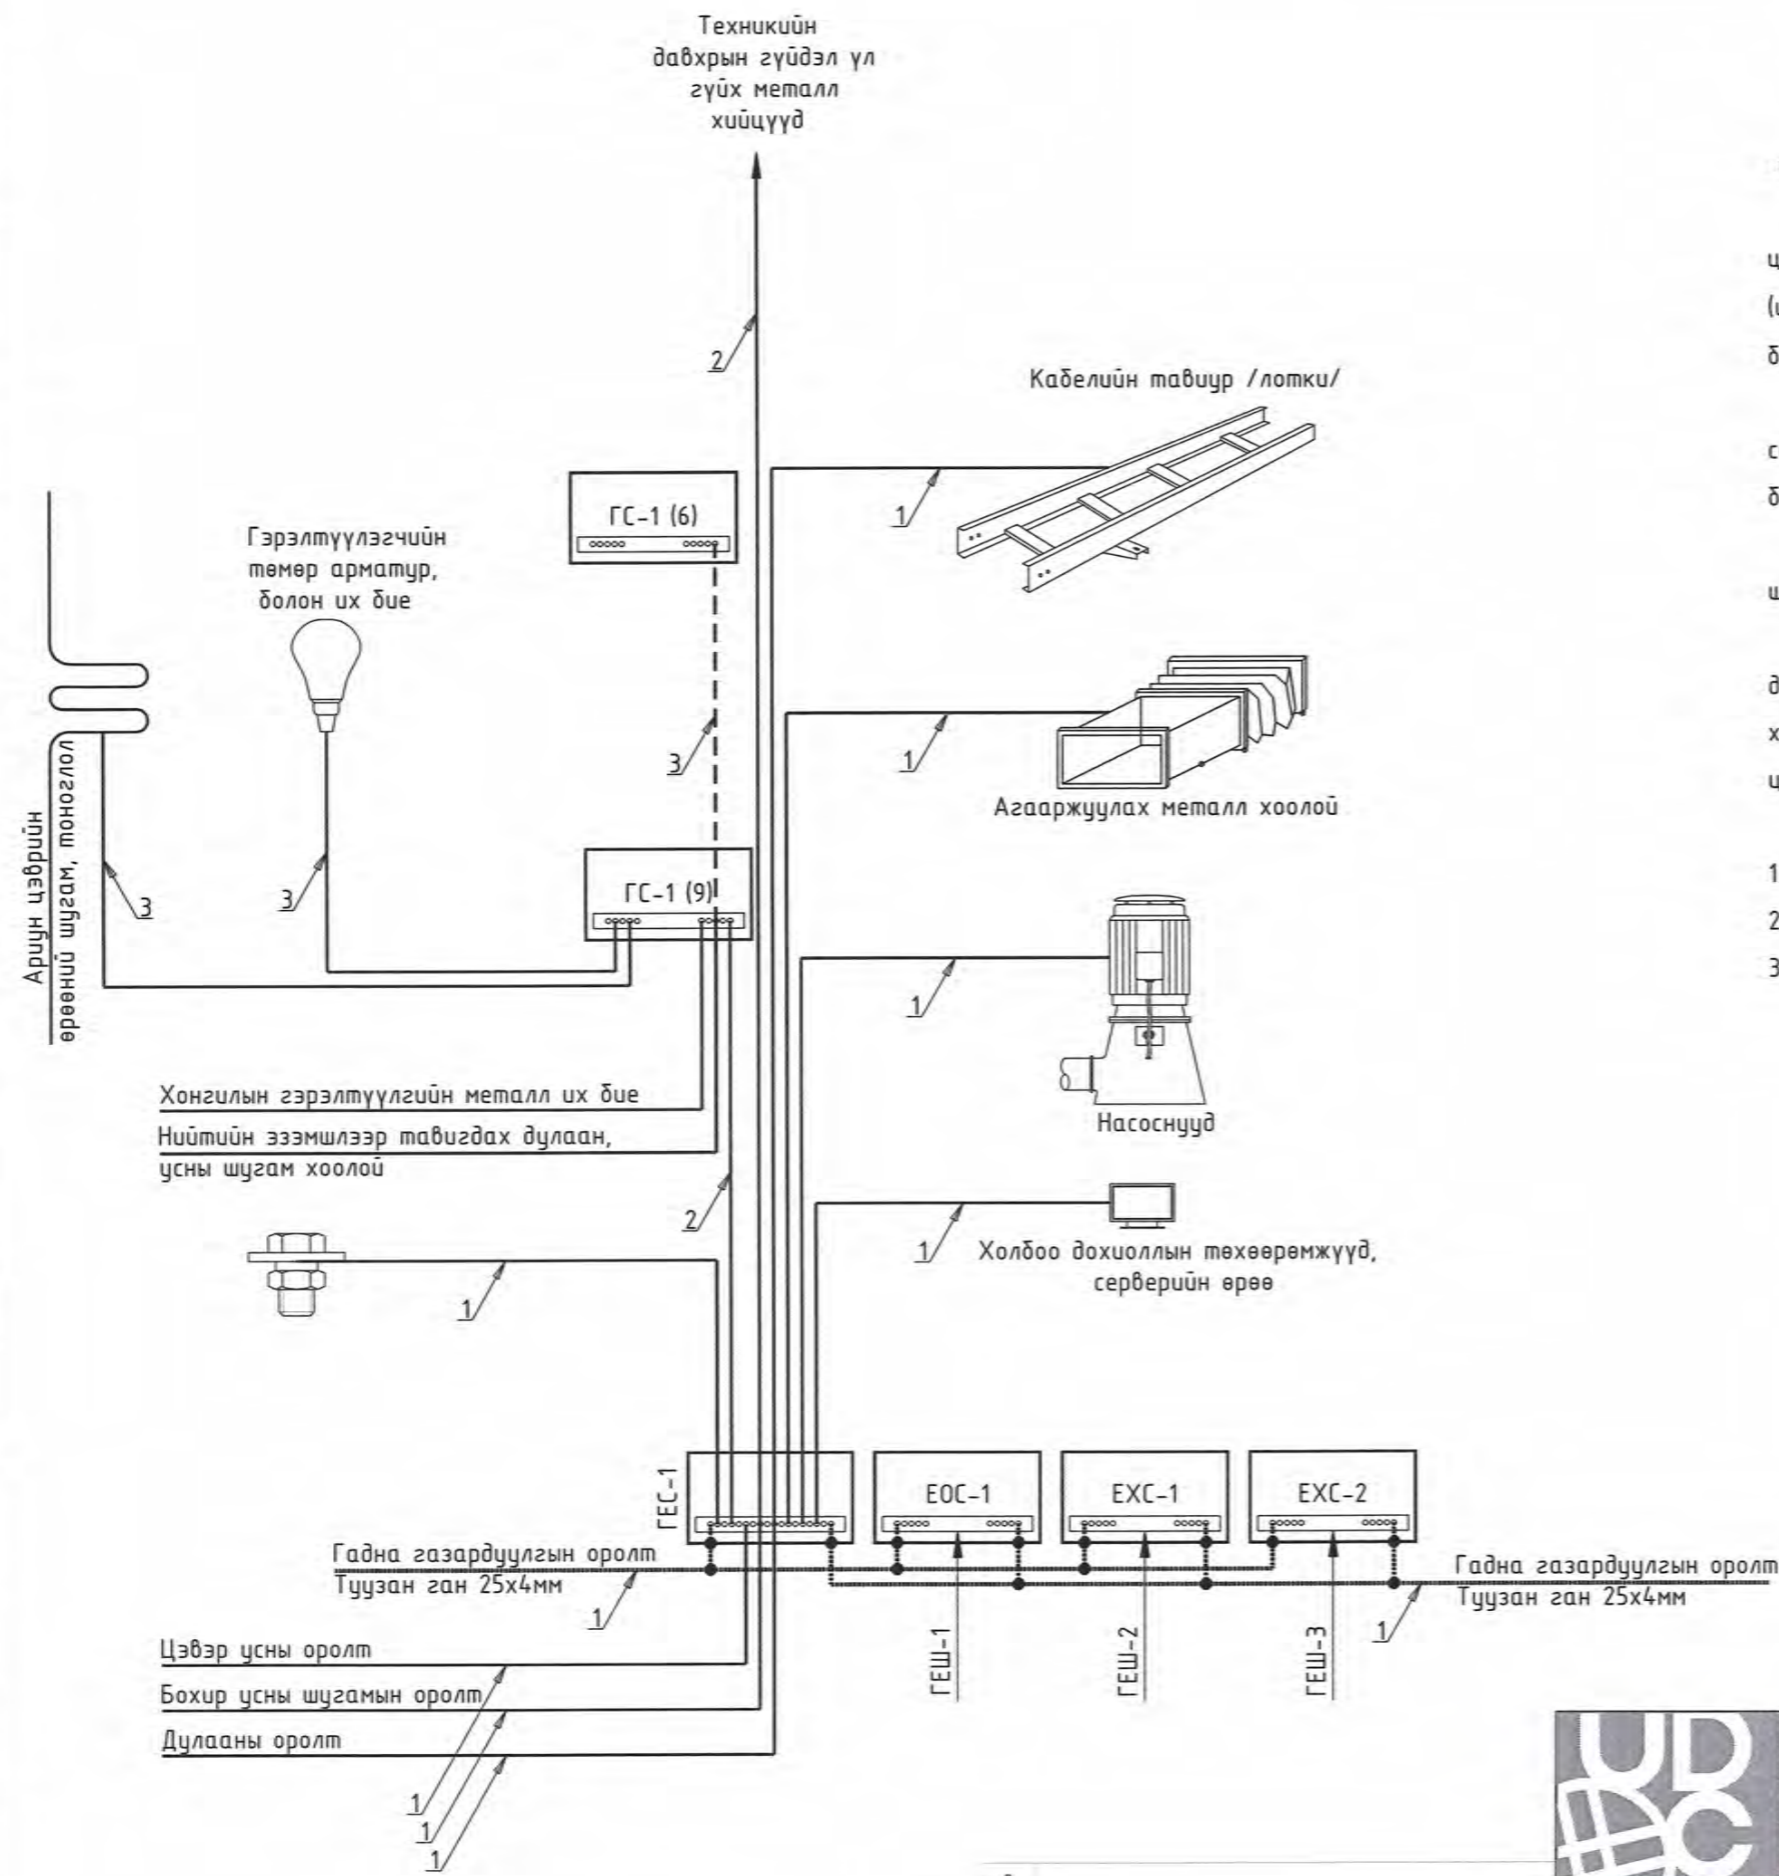 Техникийн
давхрын гүйдэл үл
гүйх металл
хийцүүд
2
Кабелийн тавиур /лотки/
1
ГС-1 (6)
Гэрэлтүүлэгчийн
төмөр арматур,
болон их бие
3
1
Агааржуулах металл хоолой
Ариун цэврийн
өрөөний шугам, тоноглол
3
3
ГС-1 (9)
1
Насоснууд
Хонгилын гэрэлтүүлгийн металл их бие
Нийтийн эзэмшлээр тавигдах дулаан,
усны шугам хоолой
2
1
Холбоо дохиоллын төхөөрөмжүүд,
серверийн өрөө
1
ГЕС-1
ЕОС-1
ЕХС-1
ЕХС-2
Гадна газардуулгын оролт
Туузан ган 25х4мм
1
Гадна газардуулгын оролт
Туузан ган 25х4мм
1
ГЕШ-1
ГЕШ-2
ГЕШ-3
Цэвэр усны оролт
Бохир усны шугамын оролт
Дулааны оролт
1
1
1
1
2
3
UD
C